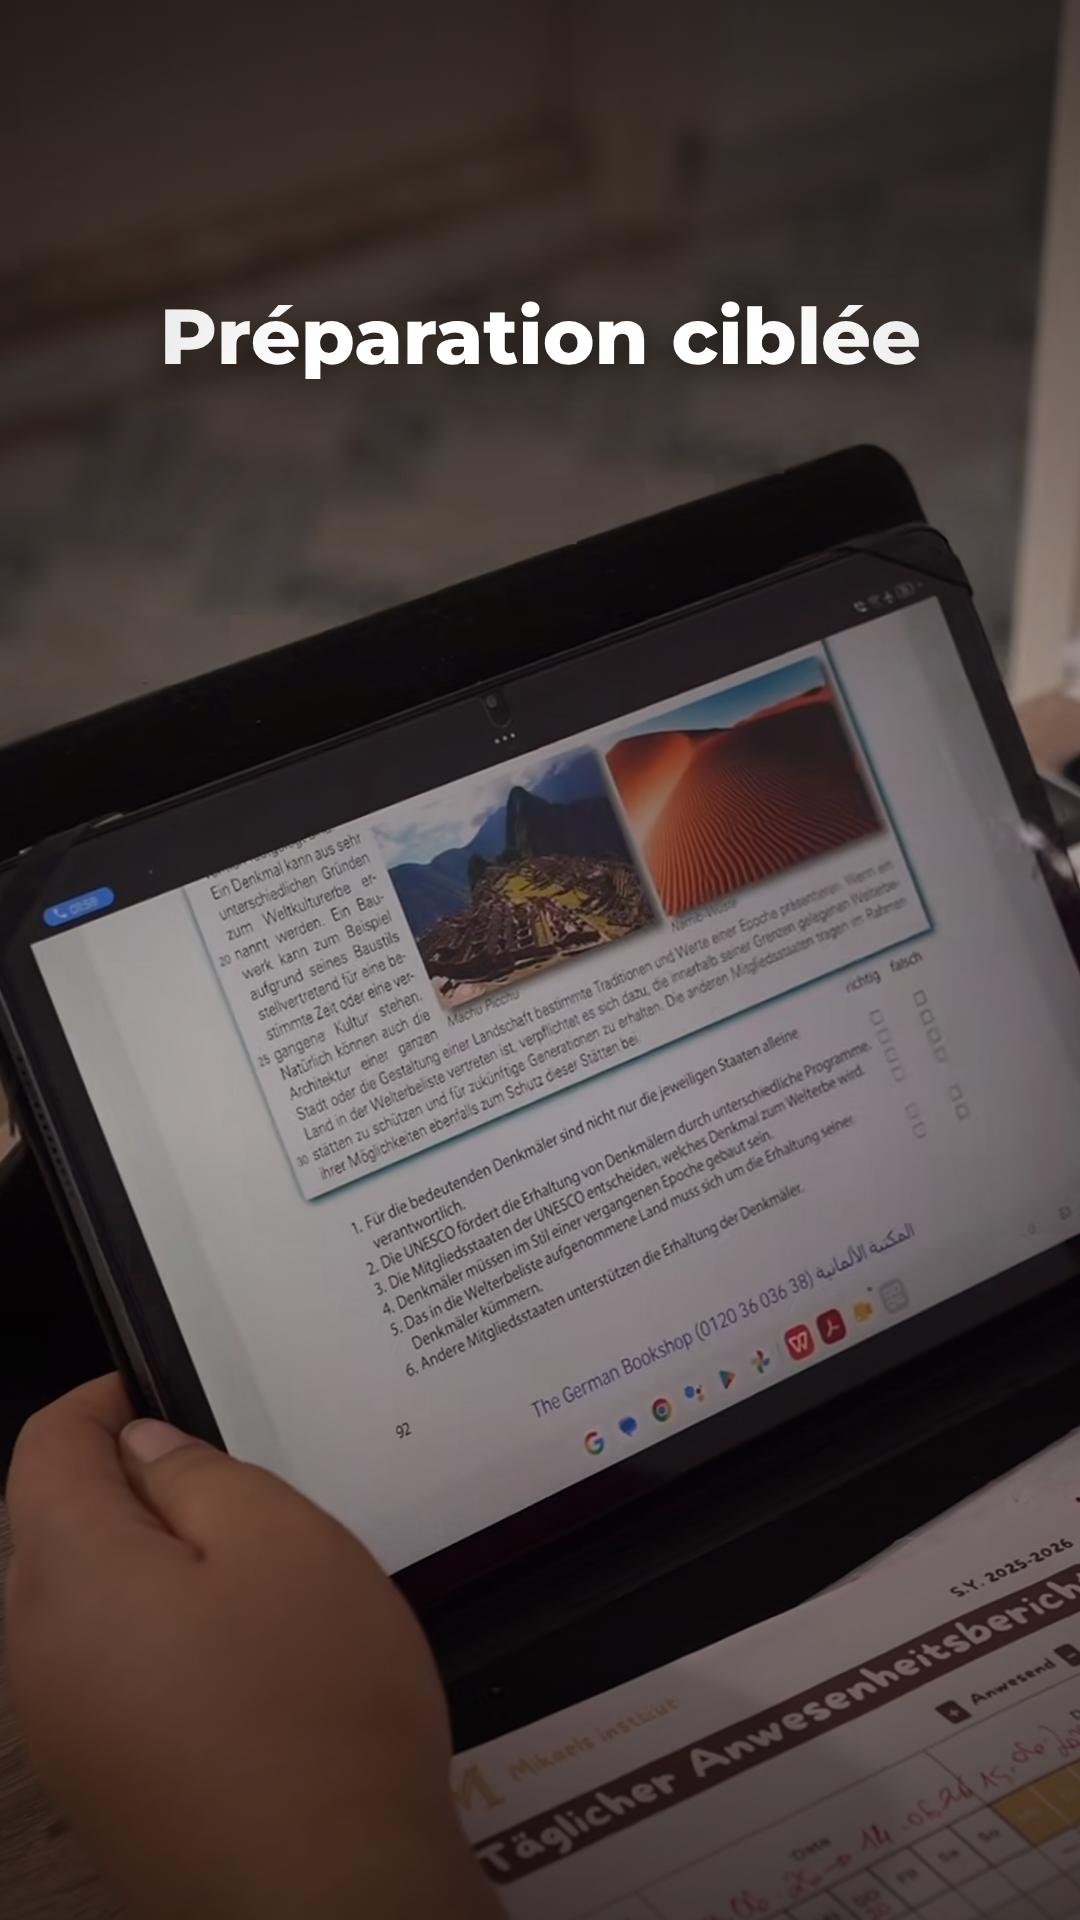 Préparation ciblée
Ein Denkmal kann aus sehr
unterschiedlichen Gründen
zum Weltkulturerbe er-
20 nannt werden. Ein Bau-
werk kann zum Beispiel
aufgrund seines Baustils
stellvertretend für eine be-
stimmte Zeit oder eine ver-
25 gangene Kultur stehen.
Natürlich können auch die
Architektur einer ganzen
Machu Picchu
Namib-Wüste
Stadt oder die Gestaltung einer Landschaft bestimmte Traditionen und Werte einer Epoche präsentieren. Wenn ein
Land in der Welterbeliste vertreten ist, verpflichtet es sich dazu, die innerhalb seiner Grenzen gelegenen Welterbe-
30 stätten zu schützen und für zukünftige Generationen zu erhalten. Die anderen Mitgliedsstaaten tragen im Rahmen
ihrer Möglichkeiten ebenfalls zum Schutz dieser Stätten bei.
richtig falsch
1. Für die bedeutenden Denkmäler sind nicht nur die jeweiligen Staaten alleine
verantwortlich.
2. Die UNESCO fördert die Erhaltung von Denkmälern durch unterschiedliche Programme.
3. Die Mitgliedsstaaten der UNESCO entscheiden, welches Denkmal zum Welterbe wird.
4. Denkmäler müssen im Stil einer vergangenen Epoche gebaut sein.
5. Das in die Welterbeliste aufgenommene Land muss sich um die Erhaltung seiner
Denkmäler kümmern.
6. Andere Mitgliedsstaaten unterstützen die Erhaltung der Denkmäler.
The German Bookshop (0120 36 036 38) المكتبة الألمانية
92
S.Y. 2025-2026
Mikaels institut
Täglicher Anwesenheitsbericht
Anwesend
Date